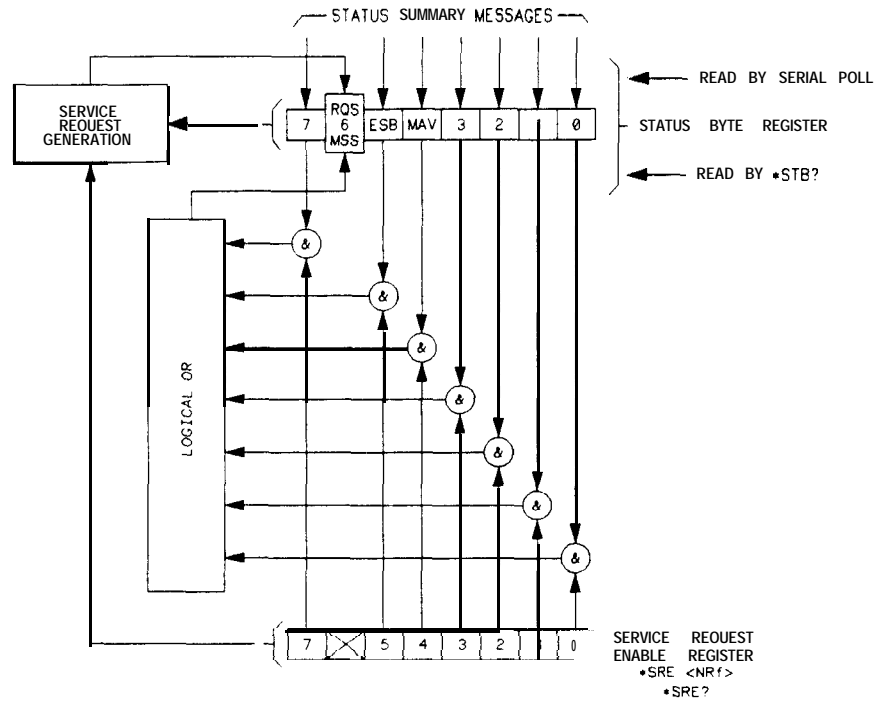 STATUS SUMMARY MESSAGES
READ BY SERIAL POLL
SERVICE
REQUEST
GENERATION
7 RQS 6 MSS ESB MAV 3 2 0
STATUS BYTE REGISTER
READ BY *STB?
&
&
&
&
&
&
&
LOGICAL OR
7 5 4 3 2 0
SERVICE REOUEST
ENABLE REGISTER
*SRE <NRf>
*SRE?